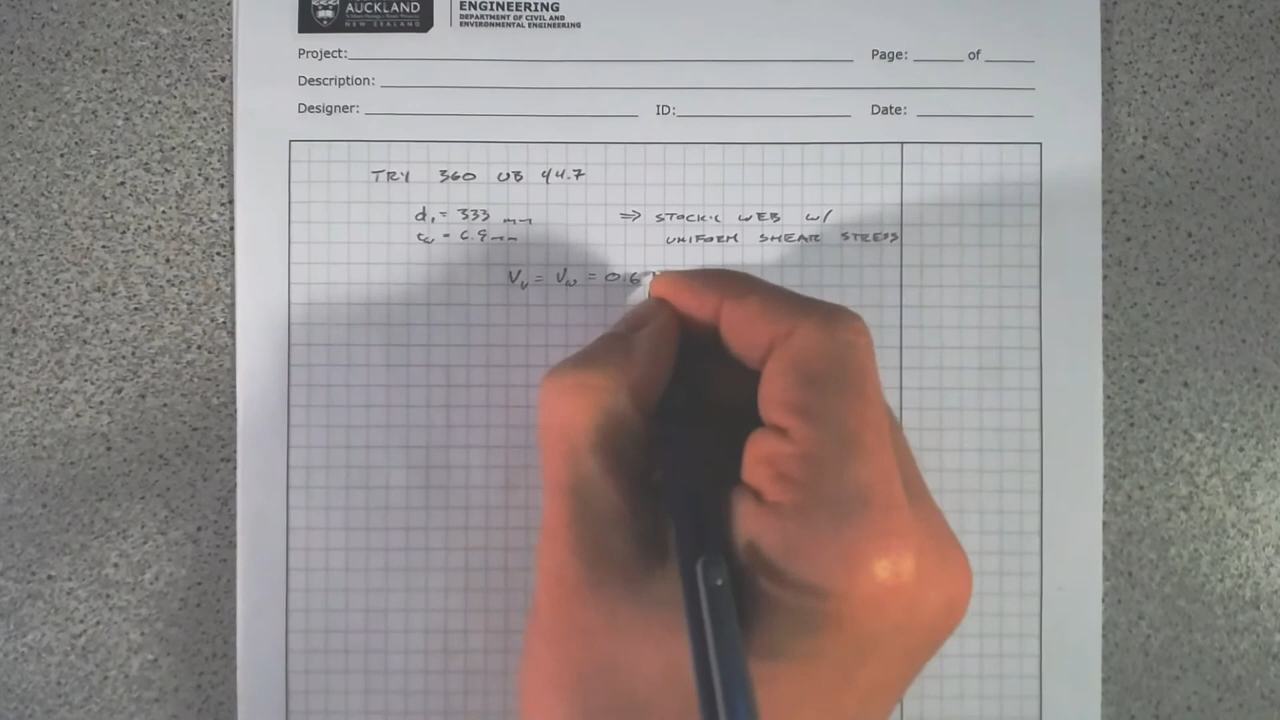 AUCKLAND
NEW ZEALAND
ENGINEERING
DEPARTMENT OF CIVIL AND
ENVIRONMENTAL ENGINEERING
Project:
Page: of
Description:
Designer:
ID:
Date:
TRY 360 UB 44.7
d₁ = 333 mm
⇒ STOCKY WEB w/
tw = 6.9 mm
UNIFORM SHEAR STRESS
Vv = Vw = 0.6